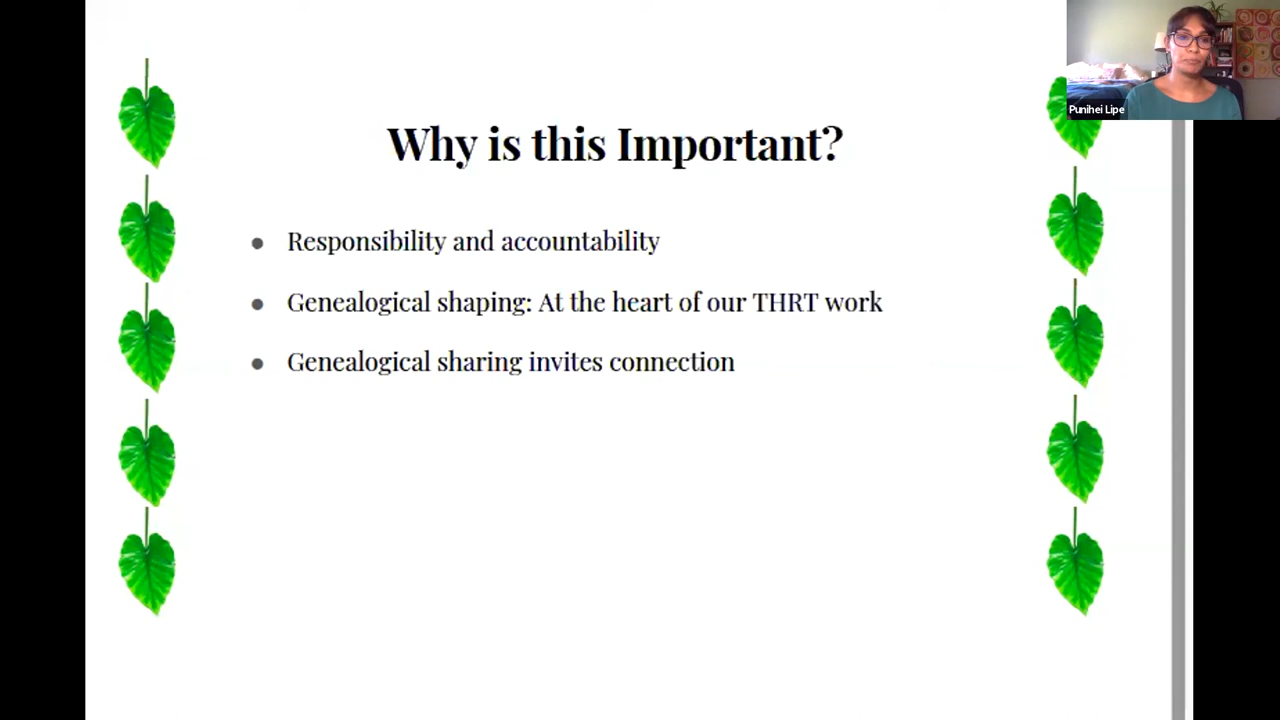 Why is this Important?
● Responsibility and accountability
● Genealogical shaping: At the heart of our THRT work
● Genealogical sharing invites connection
Punihei Lipe